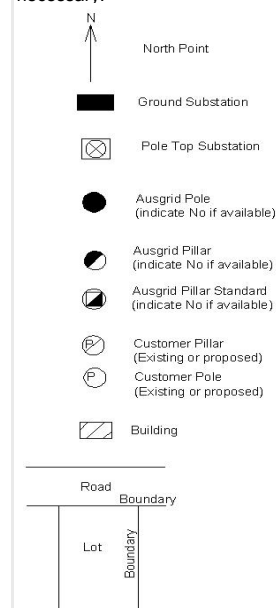 necessary.
N
North Point
Ground Substation
Pole Top Substation
Ausgrid Pole
(indicate No if available)
Ausgrid Pillar
(indicate No if available)
Ausgrid Pillar Standard
(indicate No if available)
P
Customer Pillar
(Existing or proposed)
P
Customer Pole
(Existing or proposed)
Building
Road
Boundary
Lot
Boundary